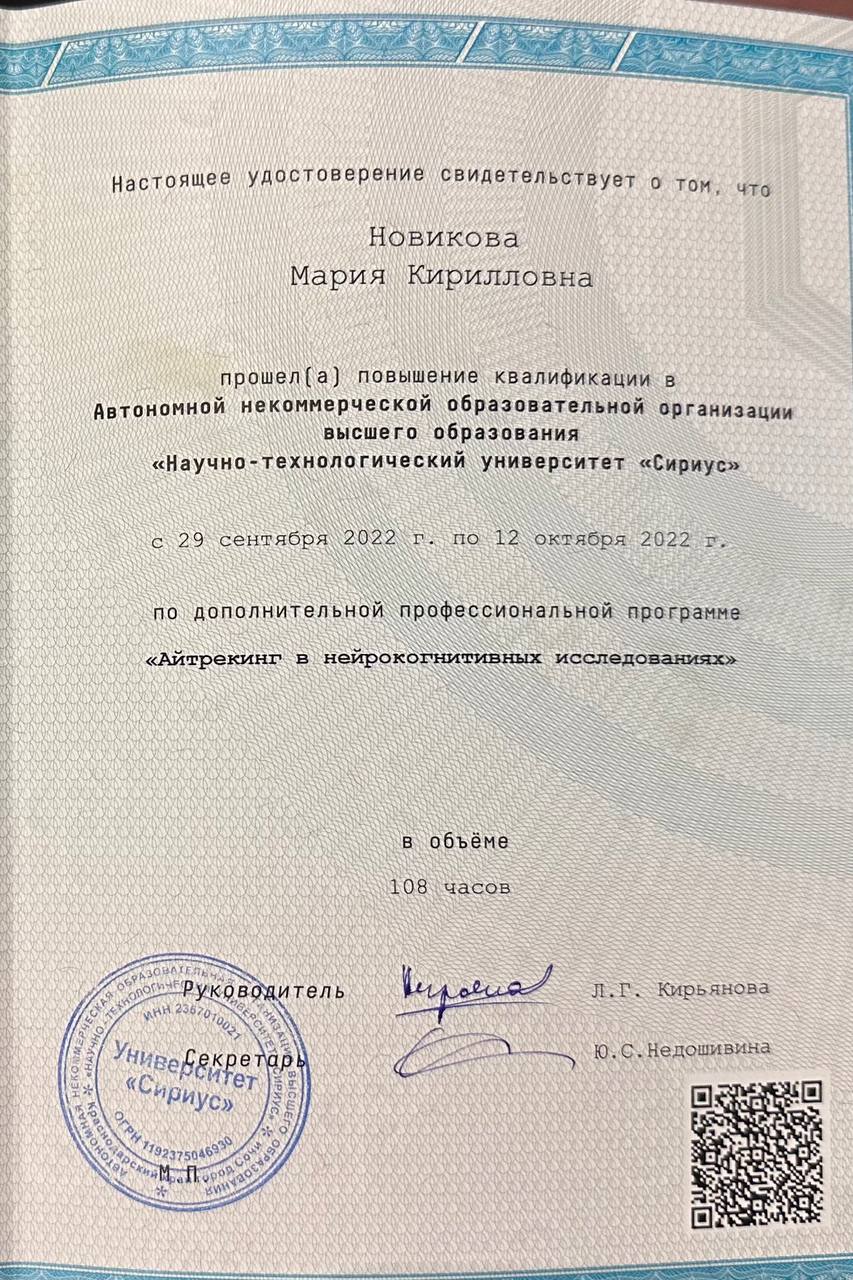 Настоящее удостоверение свидетельствует о том, что
Новикова
Мария Кирилловна
прошел(а) повышение квалификации в
Автономной некоммерческой образовательной организации
высшего образования
«Научно-технологический университет «Сириус»
с 29 сентября 2022 г. по 12 октября 2022 г.
по дополнительной профессиональной программе
«Айтрекинг в нейрокогнитивных исследованиях»
в объёме
108 часов
Руководитель
Л.Г. Кирьянова
Секретарь
Ю.С.Недошивина
М П
АВТОНОМНАЯ НЕКОММЕРЧЕСКАЯ ОБРАЗОВАТЕЛЬНАЯ ОРГАНИЗАЦИЯ ВЫСШЕГО ОБРАЗОВАНИЯ
«НАУЧНО-ТЕХНОЛОГИЧЕСКИЙ УНИВЕРСИТЕТ «СИРИУС»
Краснодарский край город Сочи
ИНН 2367010021
Университет
«Сириус»
ОГРН 1192375046930